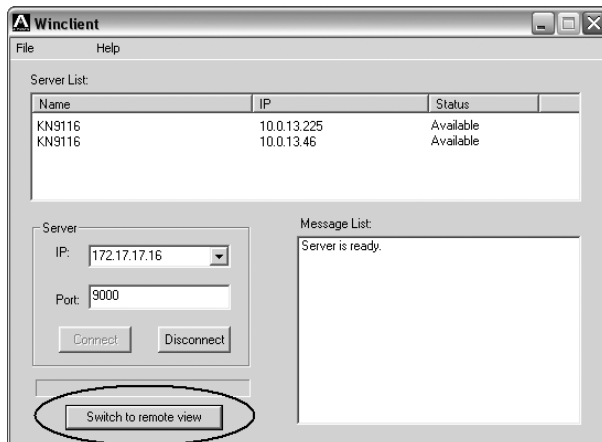 Winclient
File Help
Server List:
Name IP Status
KN9116 10.0.13.225 Available
KN9116 10.0.13.46 Available
Server
IP: 172.17.17.16
Port: 9000
Connect Disconnect
Switch to remote view
Message List:
Server is ready.